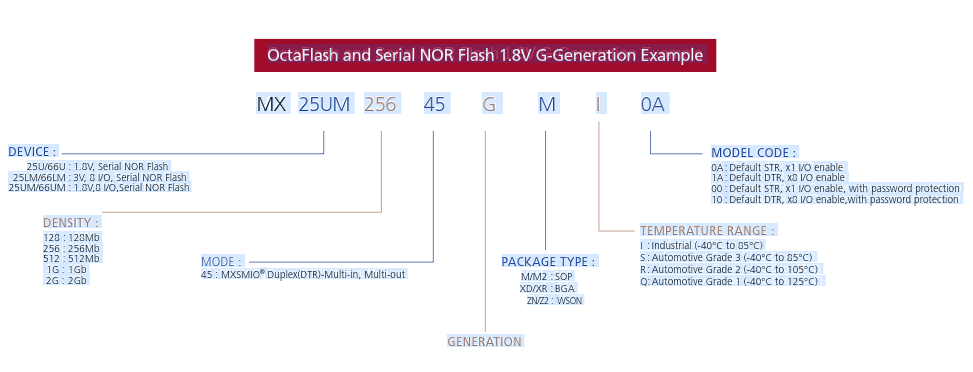 OctaFlash and Serial NOR Flash 1.8V G-Generation Example
MX 25UM 256 45 G M I 0A
DEVICE :
25U/66U : 1.8V, Serial NOR Flash
25LM/66LM : 3V, 8 I/O, Serial NOR Flash
25UM/66UM : 1.8V,8 I/O,Serial NOR Flash
DENSITY :
128 : 128Mb
256 : 256Mb
512 : 512Mb
1G : 1Gb
2G : 2Gb
MODE :
45 : MXSMIO® Duplex(DTR)-Multi-in, Multi-out
GENERATION
PACKAGE TYPE :
M/M2 : SOP
XD/XR : BGA
ZN/Z2 : WSON
TEMPERATURE RANGE :
I : Industrial (-40°C to 85°C)
S : Automotive Grade 3 (-40°C to 85°C)
R : Automotive Grade 2 (-40°C to 105°C)
Q: Automotive Grade 1 (-40°C to 125°C)
MODEL CODE :
0A : Default STR, x1 I/O enable
1A : Default DTR, x8 I/O enable
00 : Default STR, x1 I/O enable, with password protection
10 : Default DTR, x8 I/O enable,with password protection